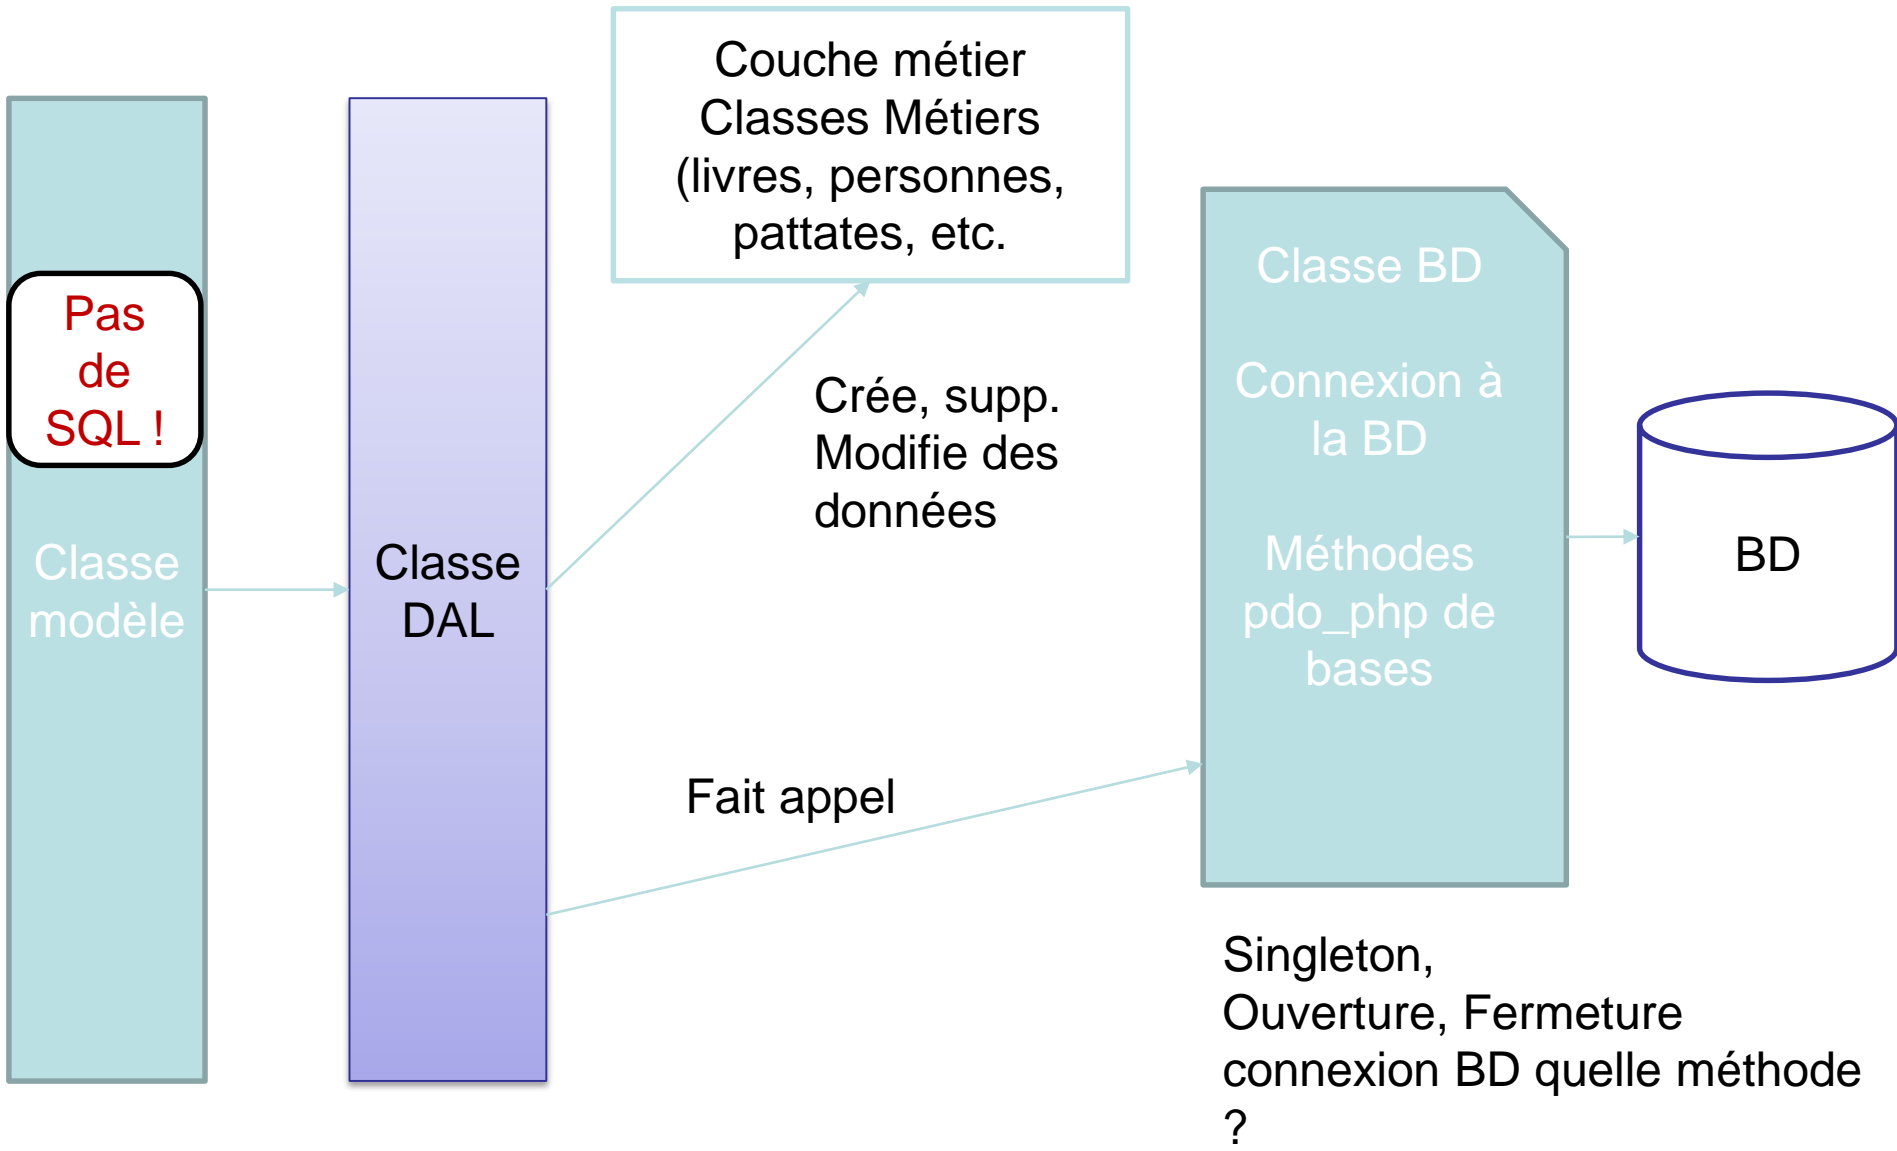 Pas
de
SQL !
Classe
modèle
Classe
DAL
Couche métier
Classes Métiers
(livres, personnes,
pattates, etc.
Crée, supp.
Modifie des
données
Fait appel
Classe BD
Connexion à
la BD
Méthodes
pdo_php de
bases
BD
Singleton,
Ouverture, Fermeture
connexion BD quelle méthode
?